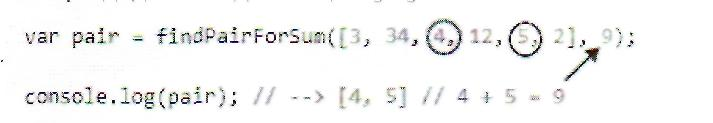 var pair = findPairForSum([3, 34, 4, 12, 5, 2], 9);
console.log(pair); // --> [4, 5] // 4 + 5 = 9